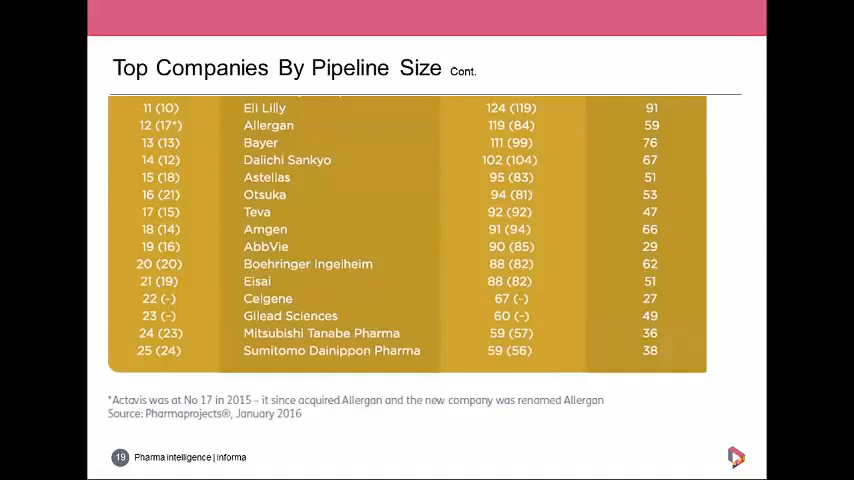 Top Companies By Pipeline Size Cont.
11 (10) Eli Lilly 124 (119) 91
12 (17*) Allergan 119 (84) 59
13 (13) Bayer 111 (99) 76
14 (12) Daiichi Sankyo 102 (104) 67
15 (18) Astellas 95 (83) 51
16 (21) Otsuka 94 (81) 53
17 (15) Teva 92 (92) 47
18 (14) Amgen 91 (94) 66
19 (16) AbbVie 90 (85) 29
20 (20) Boehringer Ingelheim 88 (82) 62
21 (19) Eisai 88 (82) 51
22 (-) Celgene 67 (-) 27
23 (-) Gilead Sciences 60 (-) 49
24 (23) Mitsubishi Tanabe Pharma 59 (57) 36
25 (24) Sumitomo Dainippon Pharma 59 (56) 38
*Actavis was at No 17 in 2015 – it since acquired Allergan and the new company was renamed Allergan
Source: Pharmaprojects®, January 2016
19 Pharma intelligence | informa